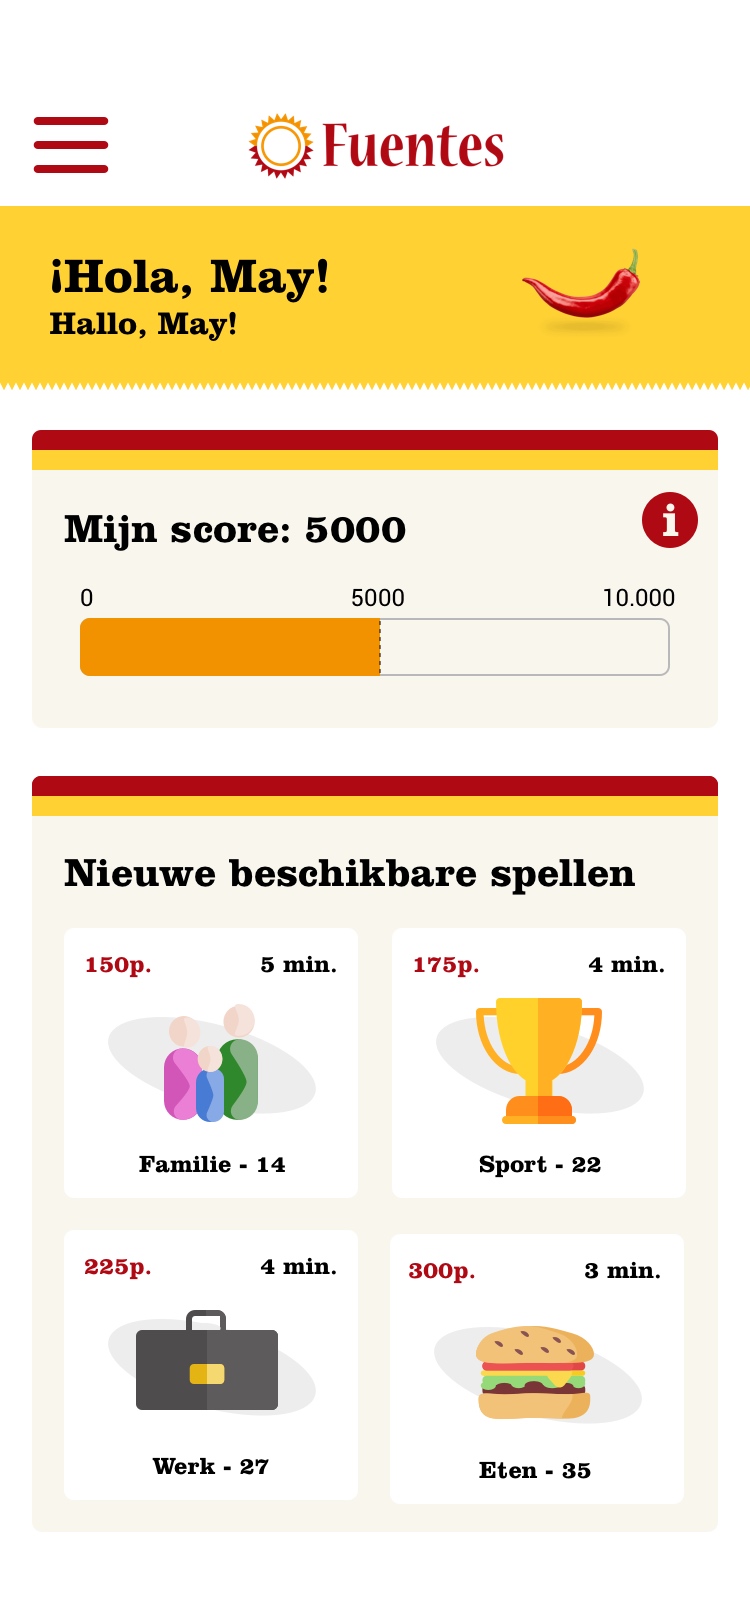 Fuentes
¡Hola, May!
Hallo, May!
Mijn score: 5000
i
0 5000 10.000
Nieuwe beschikbare spellen
150p. 5 min.
Familie - 14
175p. 4 min.
Sport - 22
225p. 4 min.
Werk - 27
300p. 3 min.
Eten - 35